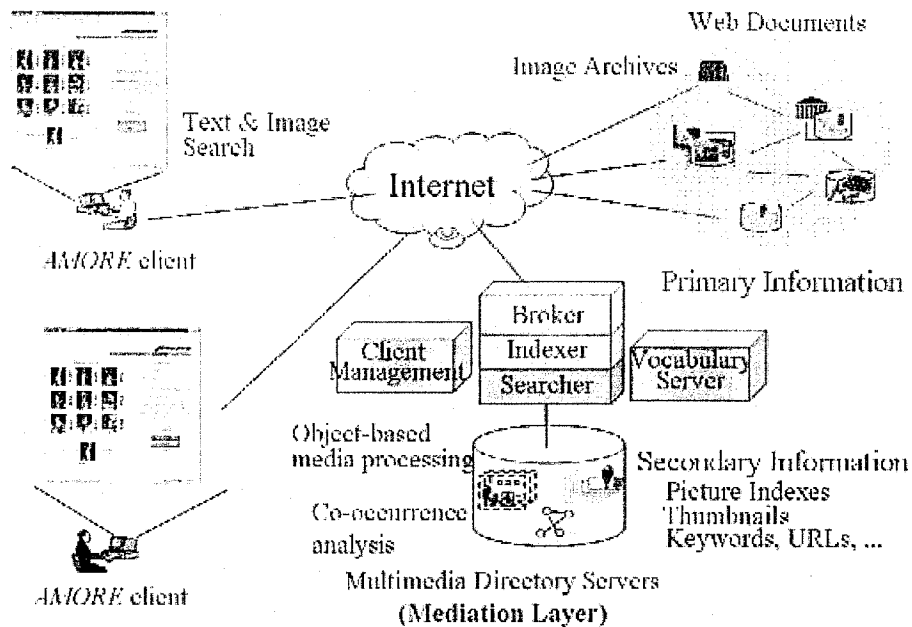 Web Documents
Image Archives
Text & Image
Search
Internet
AMORE client
Primary Information
Broker
Client
Management
Indexer
Vocabulary
Server
Searcher
Object-based
media processing
Secondary Information
Picture Indexes
Thumbnails
Keywords, URLs, ...
Co-occurrence
analysis
AMORE client
Multimedia Directory Servers
(Mediation Layer)